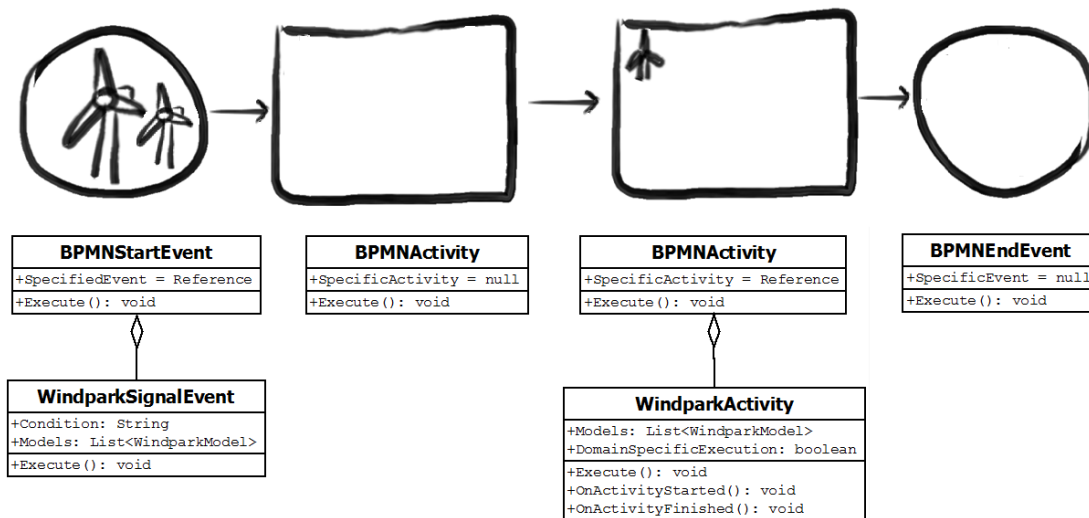 BPMNStartEvent
+SpecifiedEvent = Reference
+Execute(): void
BPMNActivity
+SpecificActivity = null
+Execute(): void
BPMNActivity
+SpecificActivity = Reference
+Execute(): void
BPMNEndEvent
+SpecificEvent = null
+Execute(): void
WindparkSignalEvent
+Condition: String
+Models: List<WindparkModel>
+Execute(): void
WindparkActivity
+Models: List<WindparkModel>
+DomainSpecificExecution: boolean
+Execute(): void
+OnActivityStarted(): void
+OnActivityFinished(): void